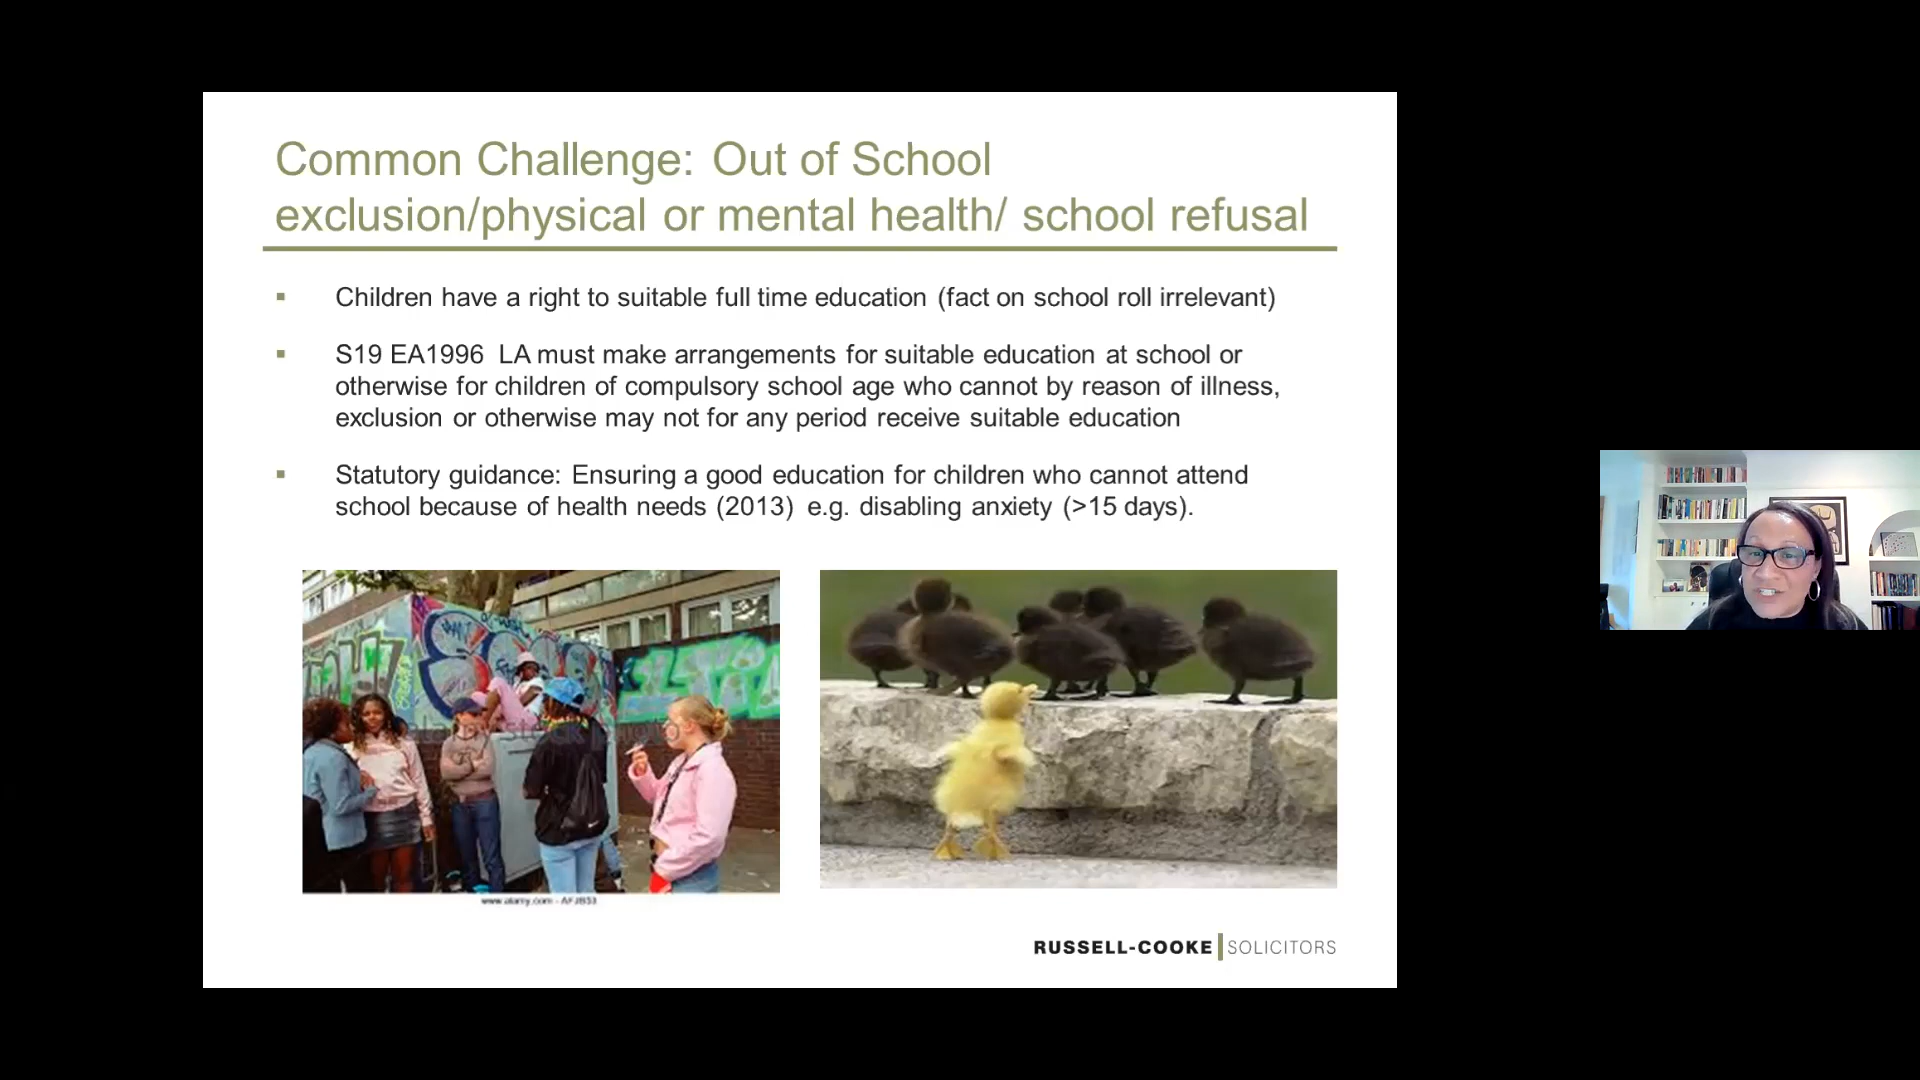 Common Challenge: Out of School
exclusion/physical or mental health/ school refusal
▪ Children have a right to suitable full time education (fact on school roll irrelevant)
▪ S19 EA1996 LA must make arrangements for suitable education at school or
otherwise for children of compulsory school age who cannot by reason of illness,
exclusion or otherwise may not for any period receive suitable education
▪ Statutory guidance: Ensuring a good education for children who cannot attend
school because of health needs (2013) e.g. disabling anxiety (>15 days).
www.alamy.com - AFJB53
RUSSELL-COOKE | SOLICITORS